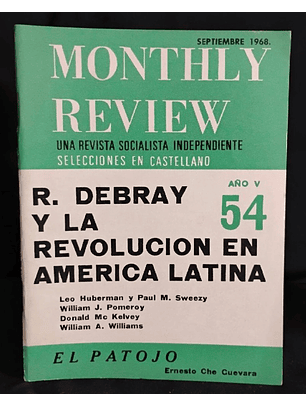 SEPTIEMBRE 1968.
MONTHLY
REVIEW
UNA REVISTA SOCIALISTA INDEPENDIENTE
SELECCIONES EN CASTELLANO
AÑO V
54
R. DEBRAY
Y LA
REVOLUCION EN
AMERICA LATINA
Leo Huberman y Paul M. Sweezy
William J. Pomeroy
Donald Mc Kelvey
William A. Williams
EL PATOJO
Ernesto Che Guevara